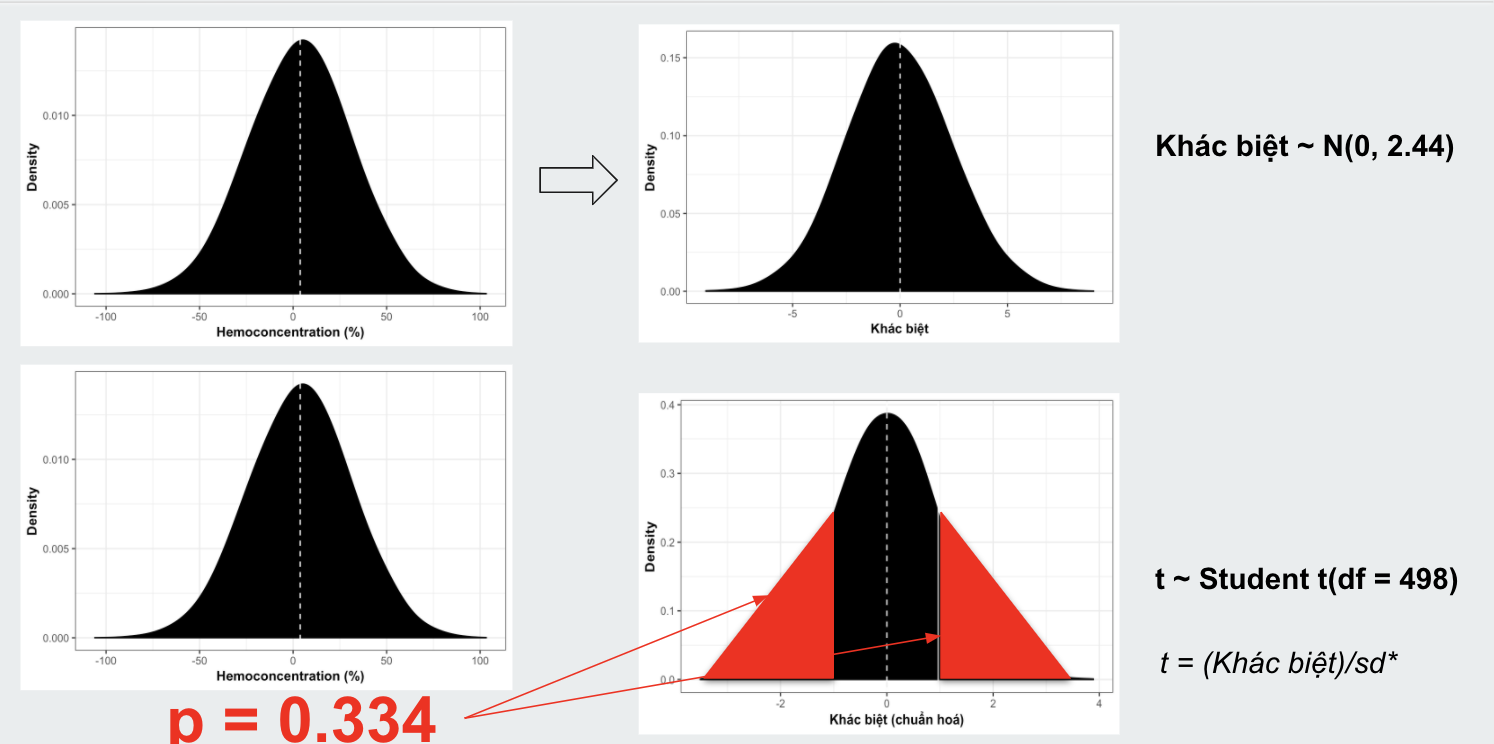 0.010
0.005
0.000
Density
-100 -50 0 50 100
Hemoconcentration (%)
0.15
0.10
0.05
0.00
Density
-5 0 5
Khác biệt
Khác biệt ~ N(0, 2.44)
0.010
0.005
0.000
Density
-100 -50 0 50 100
Hemoconcentration (%)
p = 0.334
0.4
0.3
0.2
0.1
0.0
Density
-2 0 2 4
Khác biệt (chuẩn hoá)
t ~ Student t(df = 498)
t = (Khác biệt)/sd*